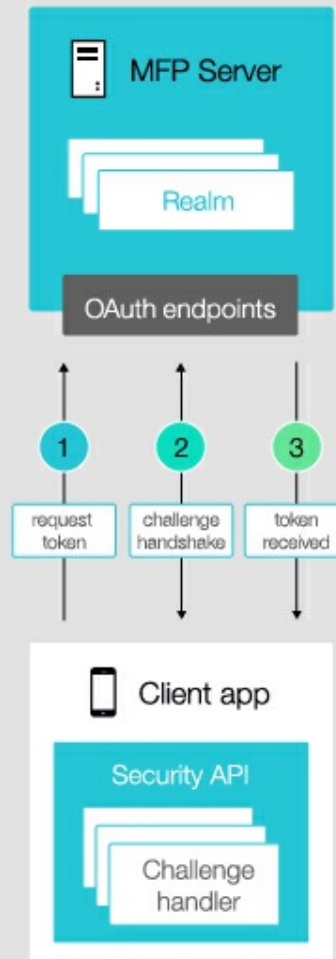 MFP Server
Realm
OAuth endpoints
1
2
3
request
token
challenge
handshake
token
received
Client app
Security API
Challenge
handler